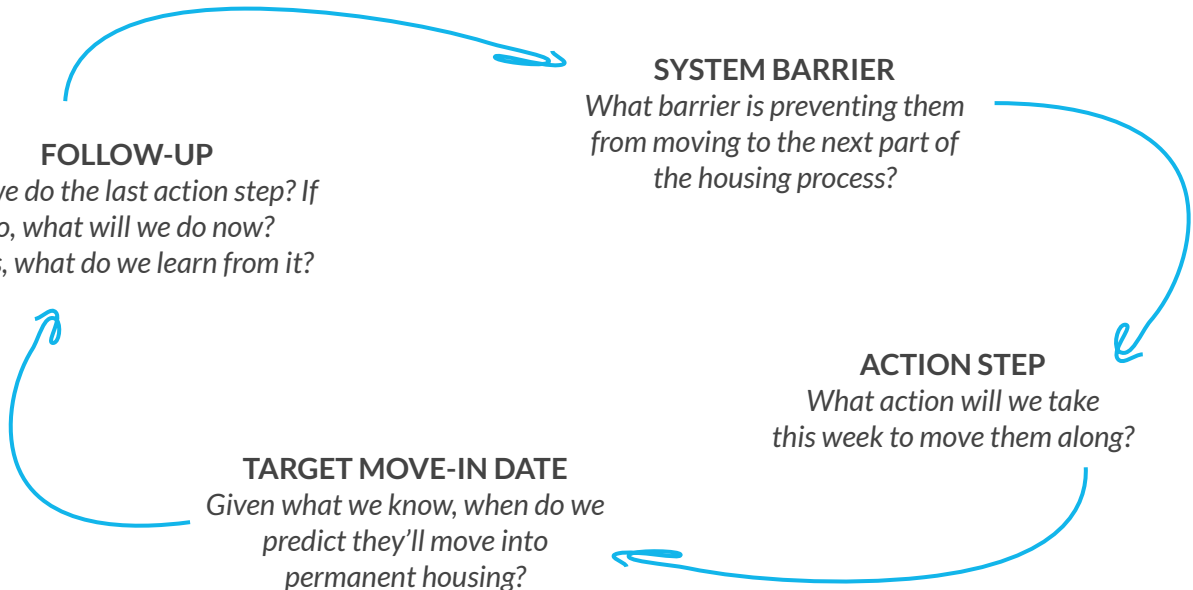 SYSTEM BARRIER
What barrier is preventing them
from moving to the next part of
the housing process?
FOLLOW-UP
we do the last action step? If
what will we do now?
what do we learn from it?
ACTION STEP
What action will we take
this week to move them along?
TARGET MOVE-IN DATE
Given what we know, when do we
predict they’ll move into
permanent housing?